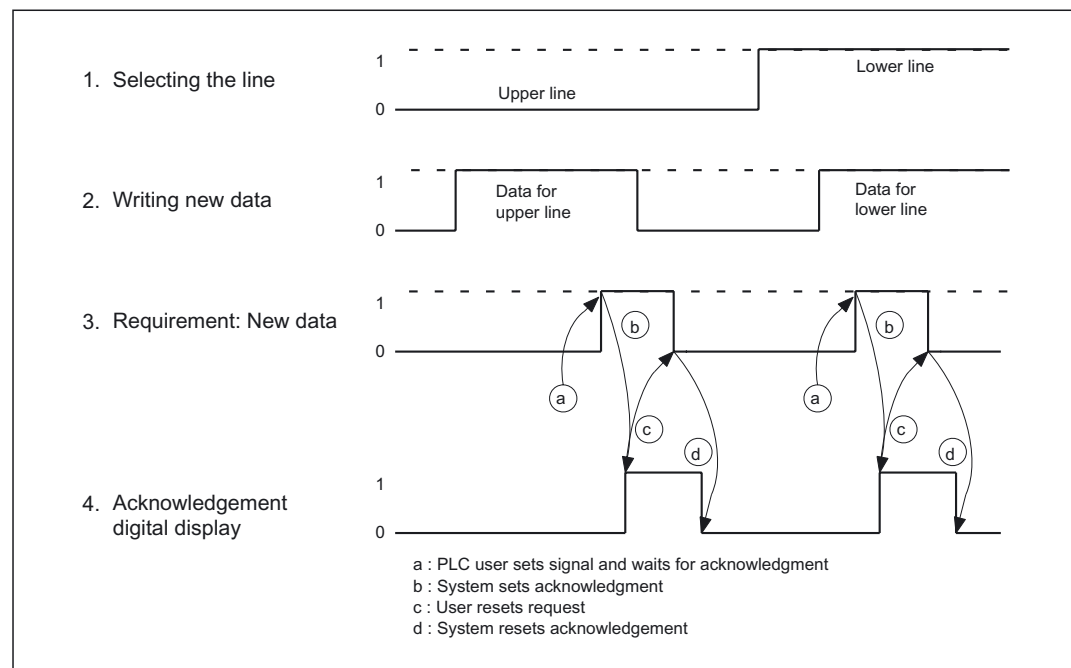 1. Selecting the line
1
0
Upper line
Lower line
2. Writing new data
1
0
Data for
upper line
Data for
lower line
3. Requirement: New data
1
0
a
b
c
d
a
b
c
d
4. Acknowledgement
digital display
1
0
a : PLC user sets signal and waits for acknowledgment
b : System sets acknowledgment
c : User resets request
d : System resets acknowledgement